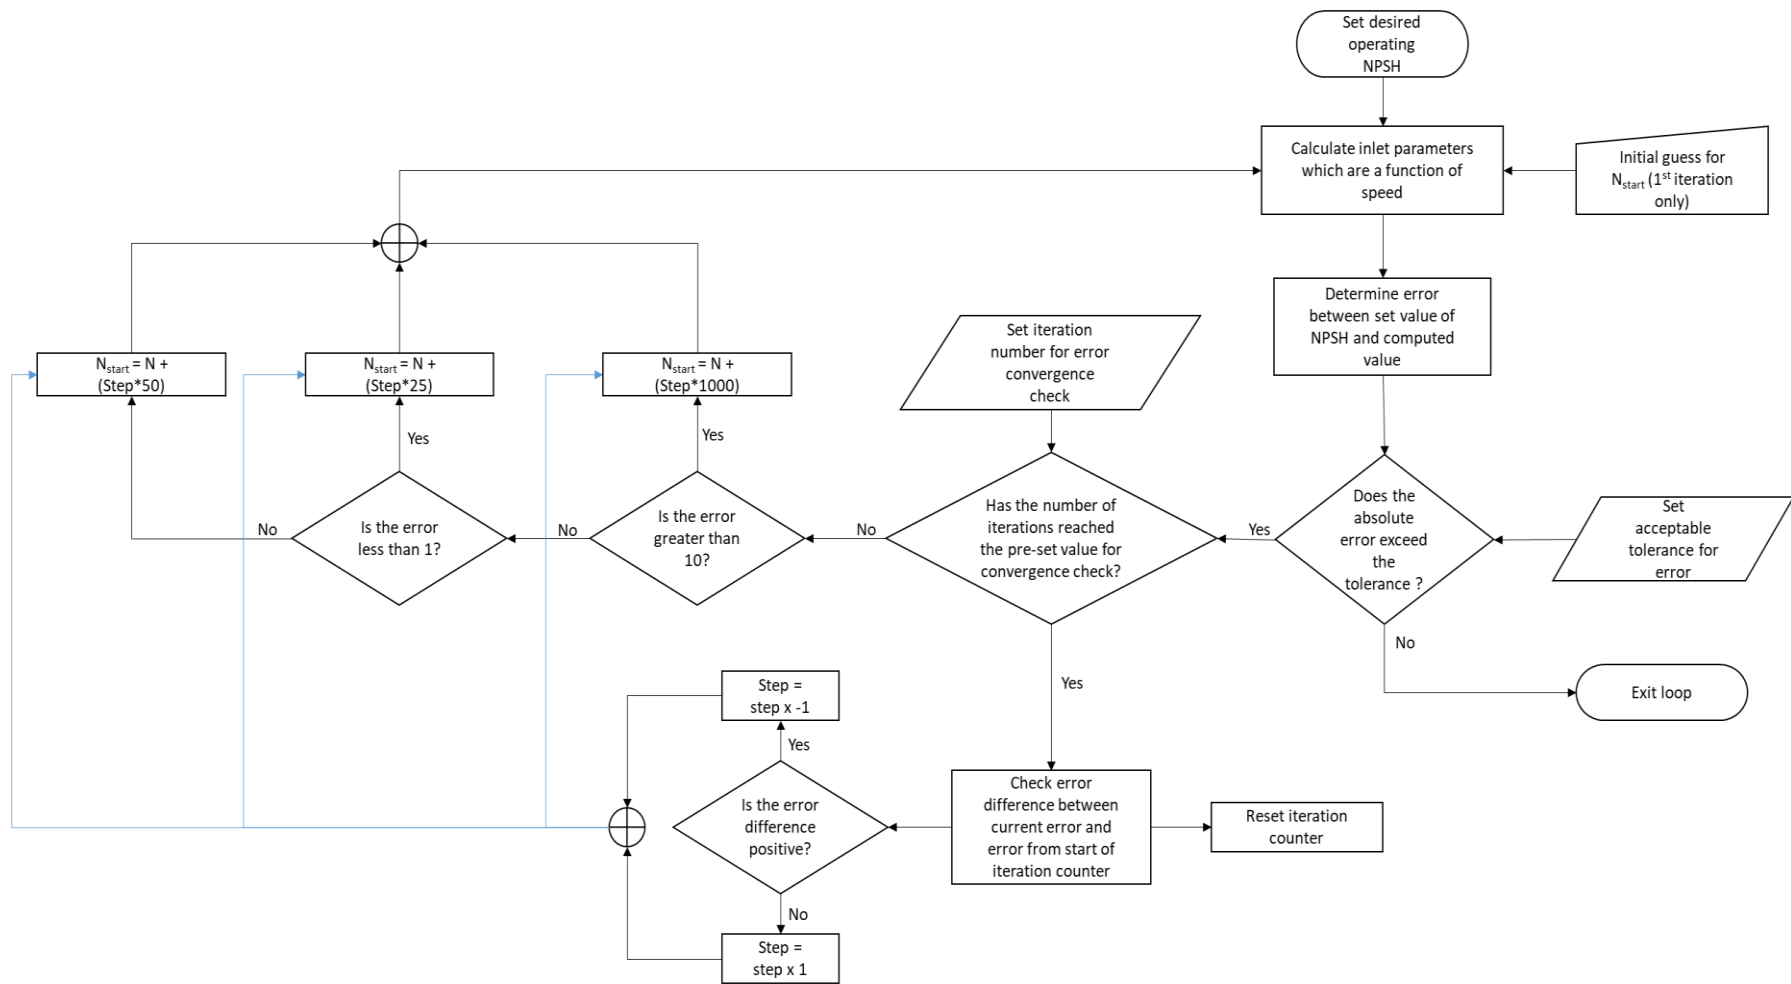 Set desired
operating
NPSH
Calculate inlet parameters
which are a function of
speed
Initial guess for
Nstart (1st iteration
only)
Determine error
between set value of
NPSH and computed
value
Set iteration
number for error
convergence
check
Nstart = N +
(Step*50)
Nstart = N +
(Step*25)
Nstart = N +
(Step*1000)
Yes
Yes
Is the error
less than 1?
Is the error
greater than
10?
Has the number of
iterations reached
the pre-set value for
convergence check?
Does the
absolute
error exceed
the
tolerance ?
Set
acceptable
tolerance for
error
No
No
No
Yes
No
Exit loop
Yes
Step =
step x -1
Yes
Is the error
difference
positive?
Check error
difference between
current error and
error from start of
iteration counter
Reset iteration
counter
No
Step =
step x 1